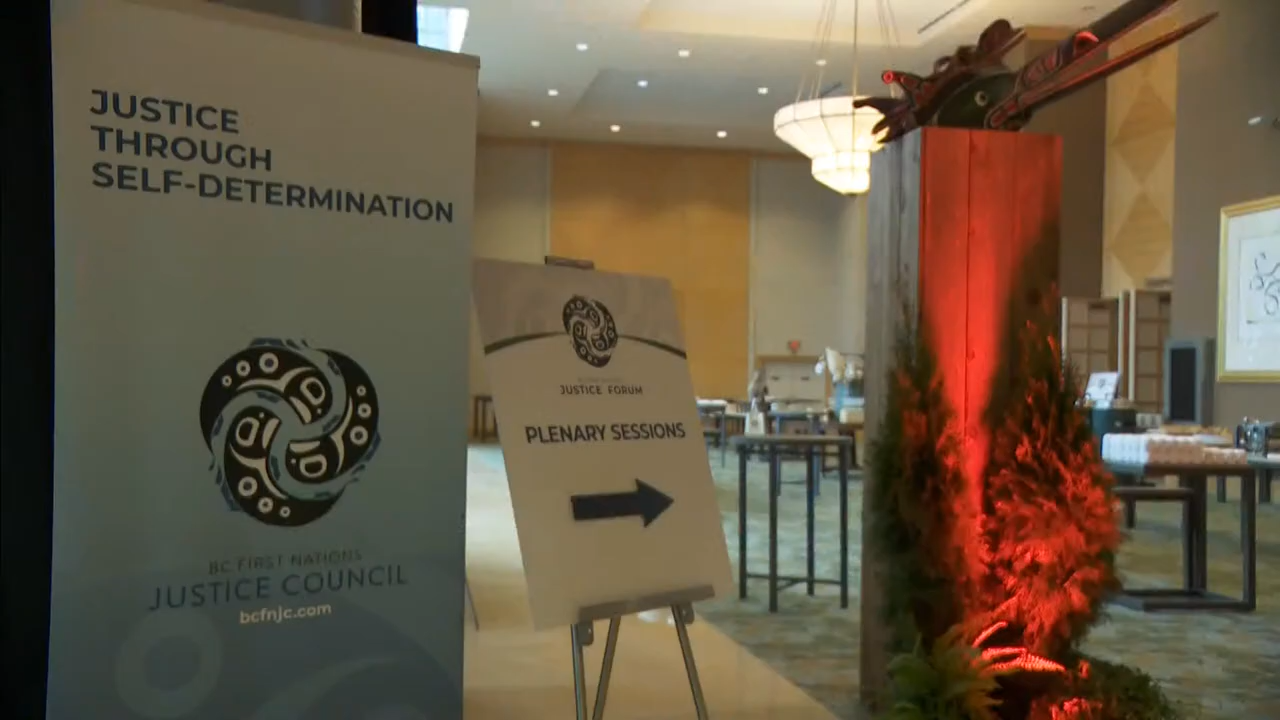 JUSTICE
THROUGH
SELF-DETERMINATION
BC FIRST NATIONS
JUSTICE COUNCIL
bcfnjc.com
JUSTICE FORUM
PLENARY SESSIONS